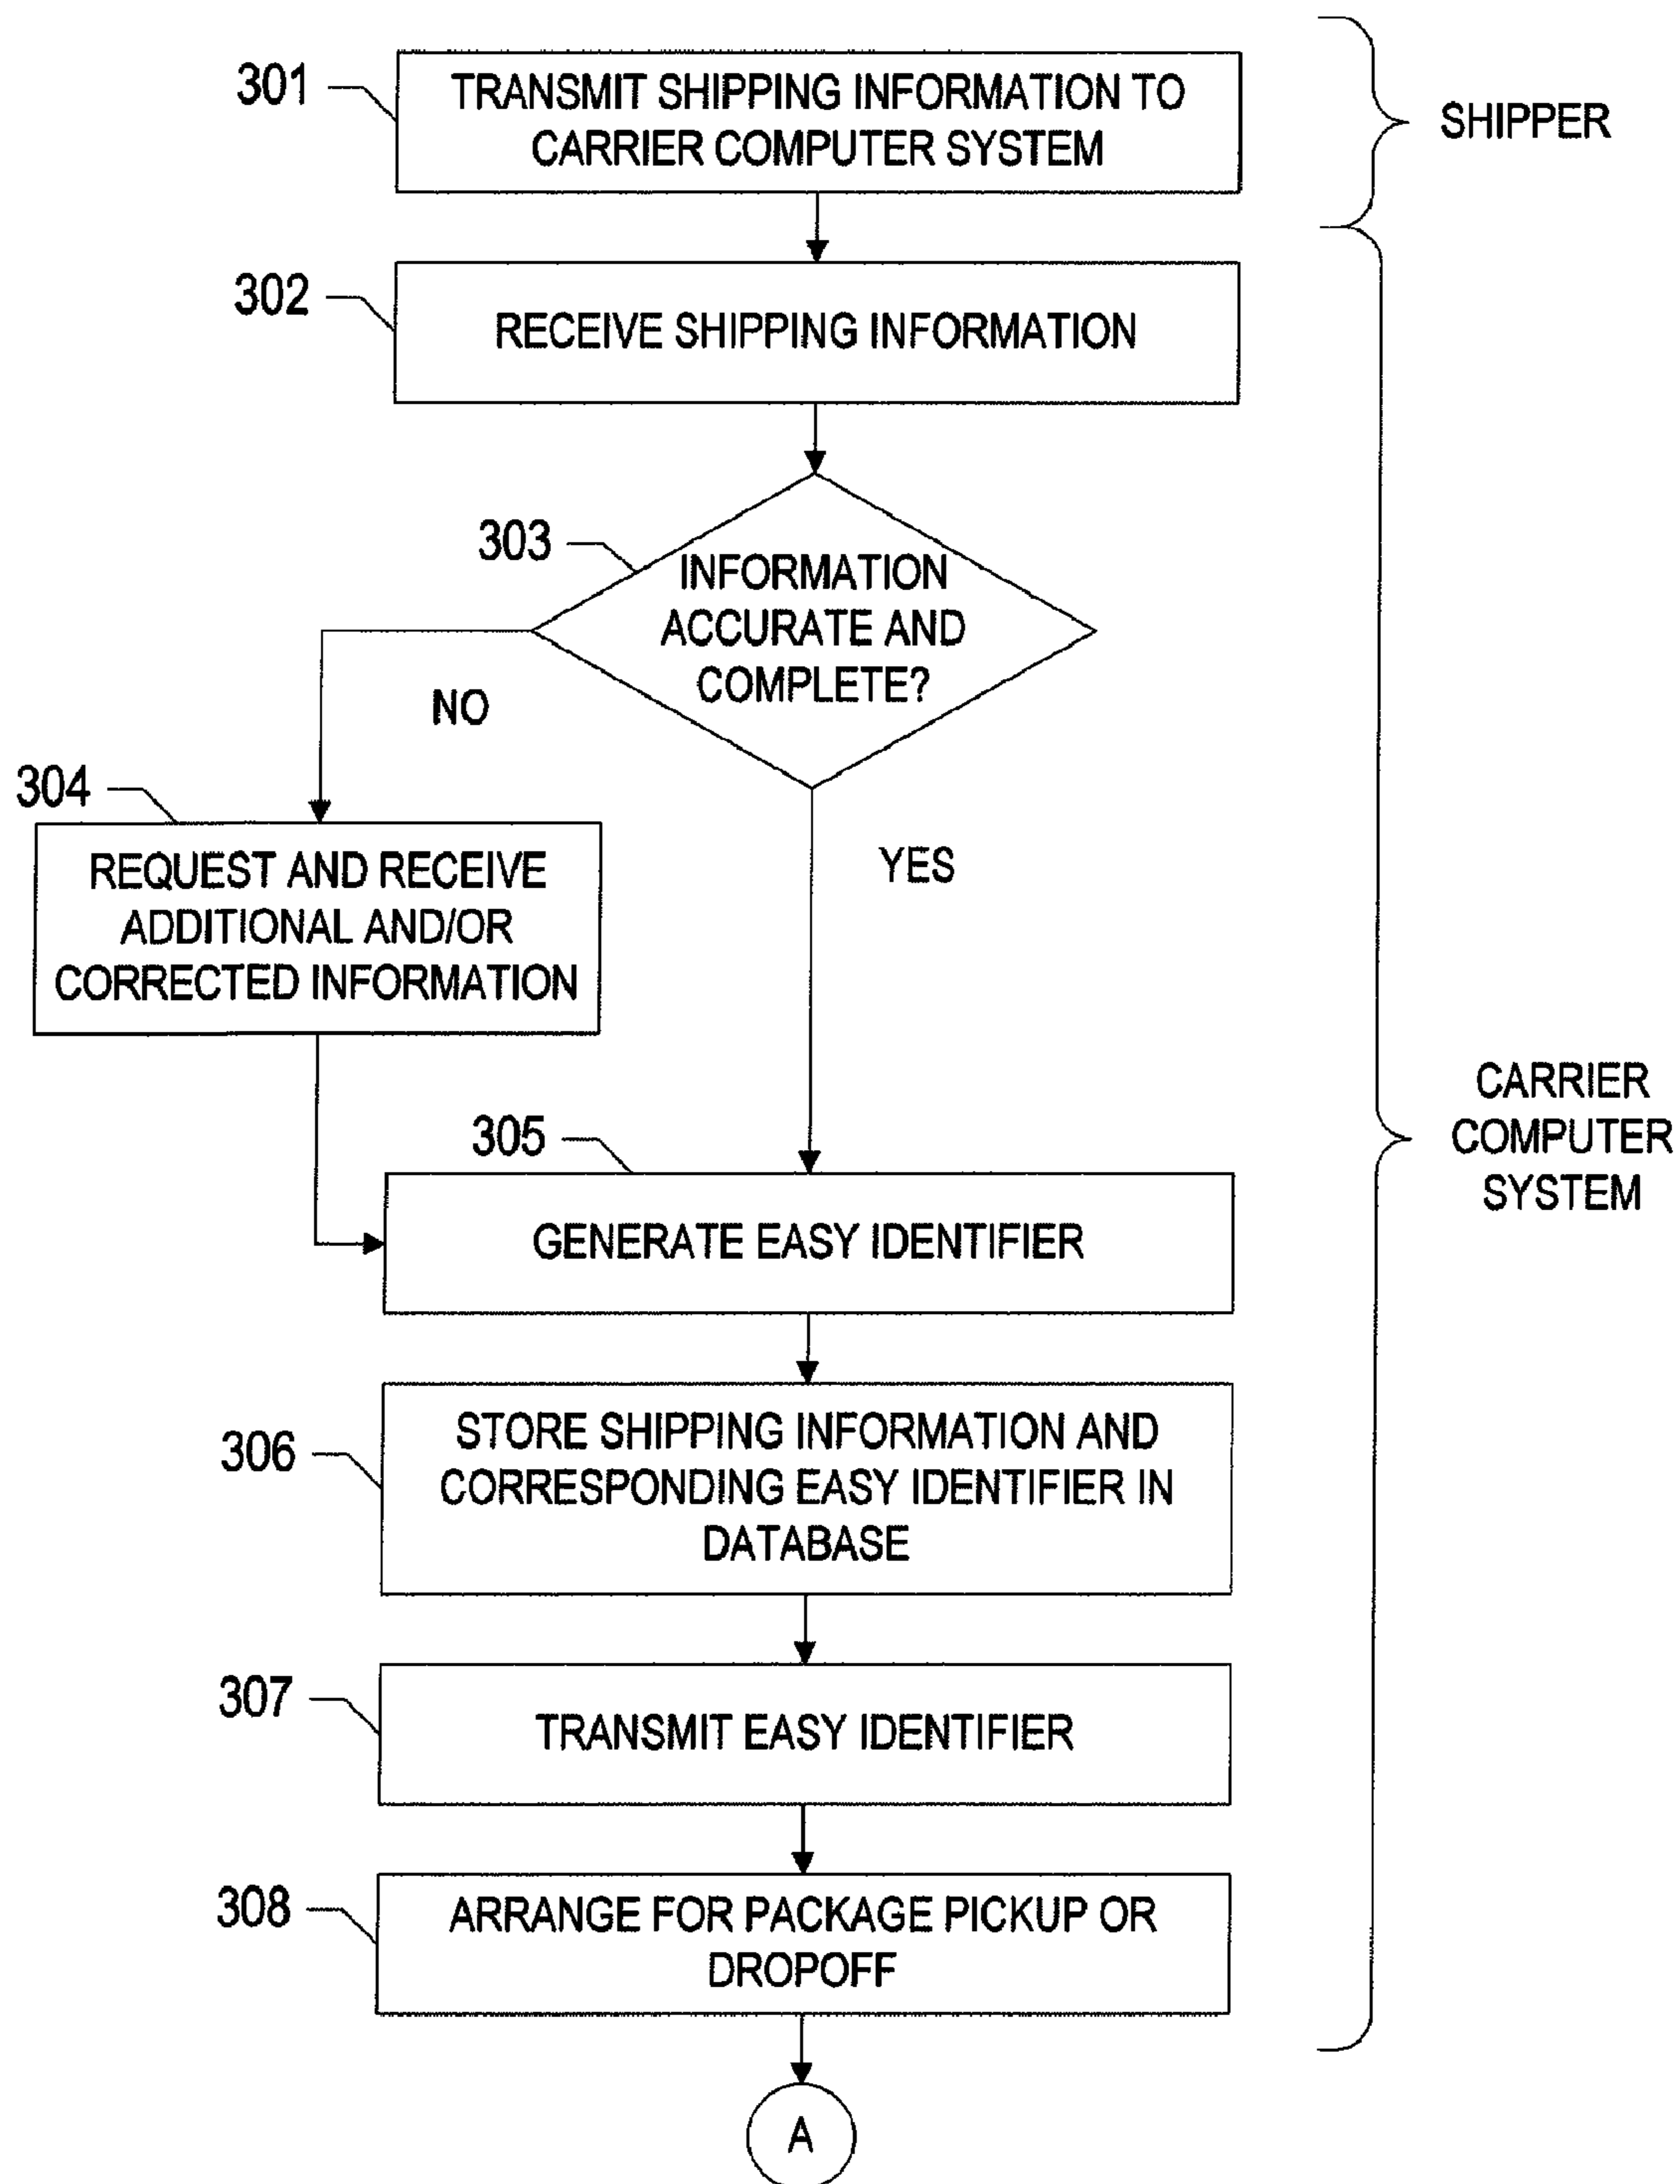 301
TRANSMIT SHIPPING INFORMATION TO
CARRIER COMPUTER SYSTEM
SHIPPER
302
RECEIVE SHIPPING INFORMATION
303
INFORMATION
ACCURATE AND
COMPLETE?
NO
YES
304
REQUEST AND RECEIVE
ADDITIONAL AND/OR
CORRECTED INFORMATION
CARRIER
COMPUTER
SYSTEM
305
GENERATE EASY IDENTIFIER
306
STORE SHIPPING INFORMATION AND
CORRESPONDING EASY IDENTIFIER IN
DATABASE
307
TRANSMIT EASY IDENTIFIER
308
ARRANGE FOR PACKAGE PICKUP OR
DROPOFF
A